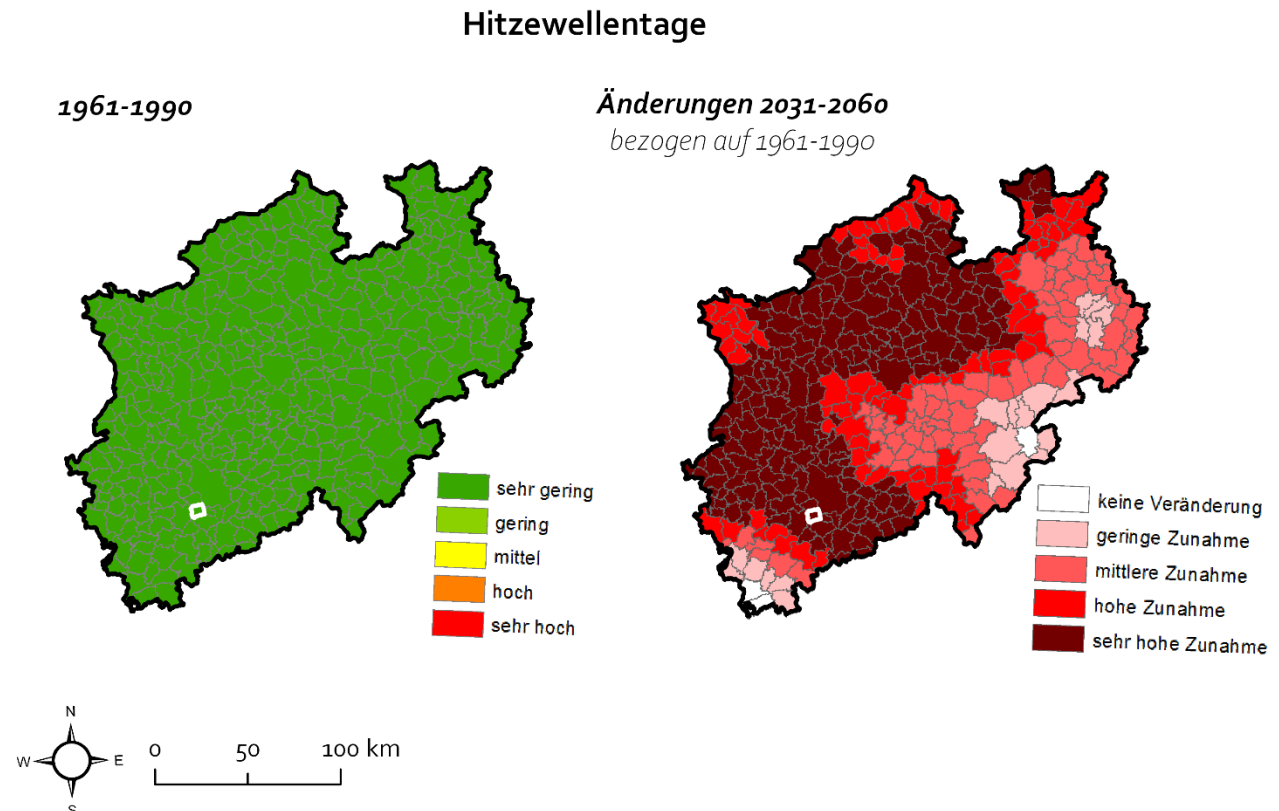 Hitzewellentage
1961-1990
Änderungen 2031-2060
bezogen auf 1961-1990
sehr gering
gering
mittel
hoch
sehr hoch
keine Veränderung
geringe Zunahme
mittlere Zunahme
hohe Zunahme
sehr hohe Zunahme
N
W
E
S
0 50 100 km